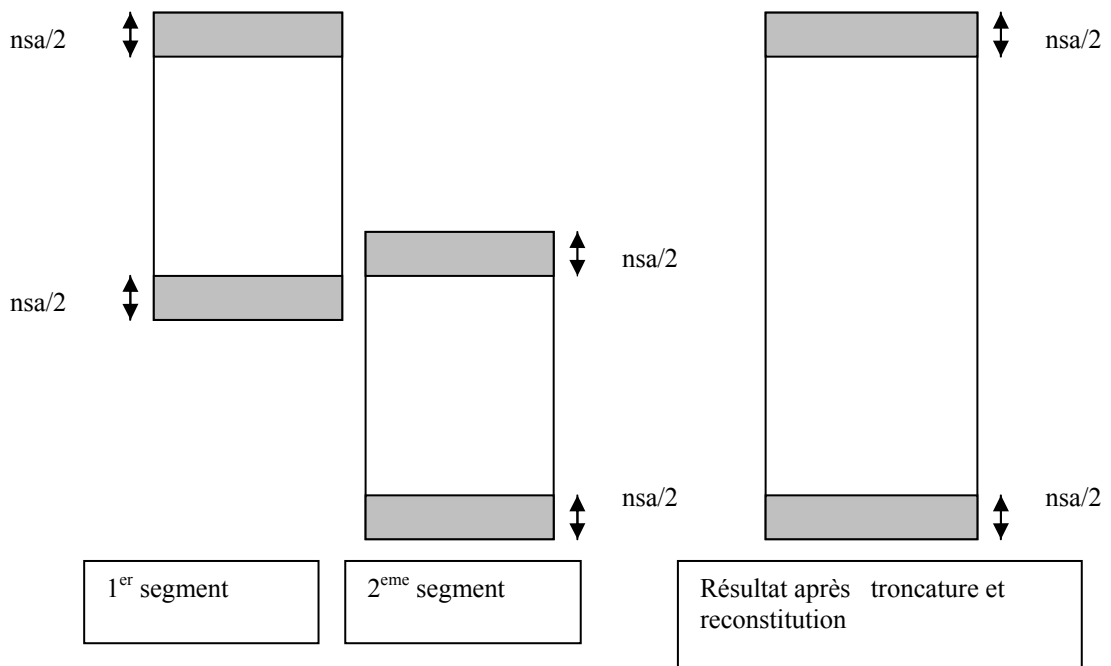 nsa/2
nsa/2
nsa/2
nsa/2
nsa/2
nsa/2
1er segment
2eme segment
Résultat après troncature et
reconstitution